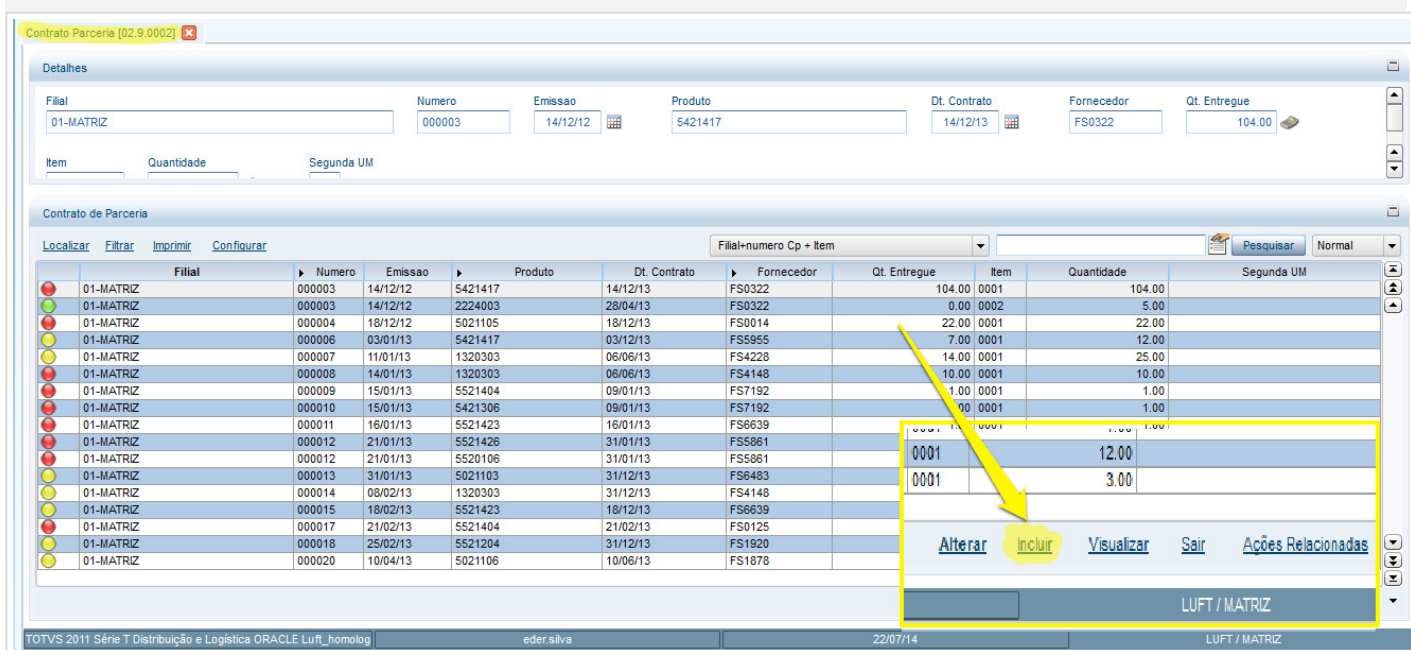 Contrato Parceria [02.9.0002]
Detalhes
Filial Numero Emissao Produto Dt. Contrato Fornecedor Qt. Entregue
01-MATRIZ 000003 14/12/12 5421417 14/12/13 FS0322 104.00
Item Quantidade Segunda UM
Contrato de Parceria
Localizar Filtrar Imprimir Configurar Filial+numero Cp + Item Pesquisar Normal
Filial Numero Emissao Produto Dt. Contrato Fornecedor Qt. Entregue Item Quantidade Segunda UM
01-MATRIZ 000003 14/12/12 5421417 14/12/13 FS0322 104.00 0001 104.00
01-MATRIZ 000003 14/12/12 2224003 28/04/13 FS0322 0.00 0002 5.00
01-MATRIZ 000004 18/12/12 5021105 18/12/13 FS0014 22.00 0001 22.00
01-MATRIZ 000006 03/01/13 5421417 03/12/13 FS5955 7.00 0001 12.00
01-MATRIZ 000007 11/01/13 1320303 06/06/13 FS4228 14.00 0001 25.00
01-MATRIZ 000008 14/01/13 1320303 06/06/13 FS4148 10.00 0001 10.00
01-MATRIZ 000009 15/01/13 5521404 09/01/13 FS7192 1.00 0001 1.00
01-MATRIZ 000010 15/01/13 5421306 09/01/13 FS7192 0001 1.00
01-MATRIZ 000011 16/01/13 5521423 16/01/13 FS6639
01-MATRIZ 000012 21/01/13 5521426 31/01/13 FS5861
01-MATRIZ 000012 21/01/13 5520106 31/01/13 FS5861
01-MATRIZ 000013 31/01/13 5021103 31/12/13 FS6483
01-MATRIZ 000014 08/02/13 1320303 31/12/13 FS4148
01-MATRIZ 000015 18/02/13 5521423 18/12/13 FS6639
01-MATRIZ 000017 21/02/13 5521404 21/02/13 FS0125
01-MATRIZ 000018 25/02/13 5521204 31/12/13 FS1920
01-MATRIZ 000020 10/04/13 5021106 10/06/13 FS1878
0001 12.00
0001 3.00
Alterar Incluir Visualizar Sair Ações Relacionadas
LUFT / MATRIZ
TOTVS 2011 Série T Distribuição e Logística ORACLE Luft_homolog eder.silva 22/07/14 LUFT / MATRIZ